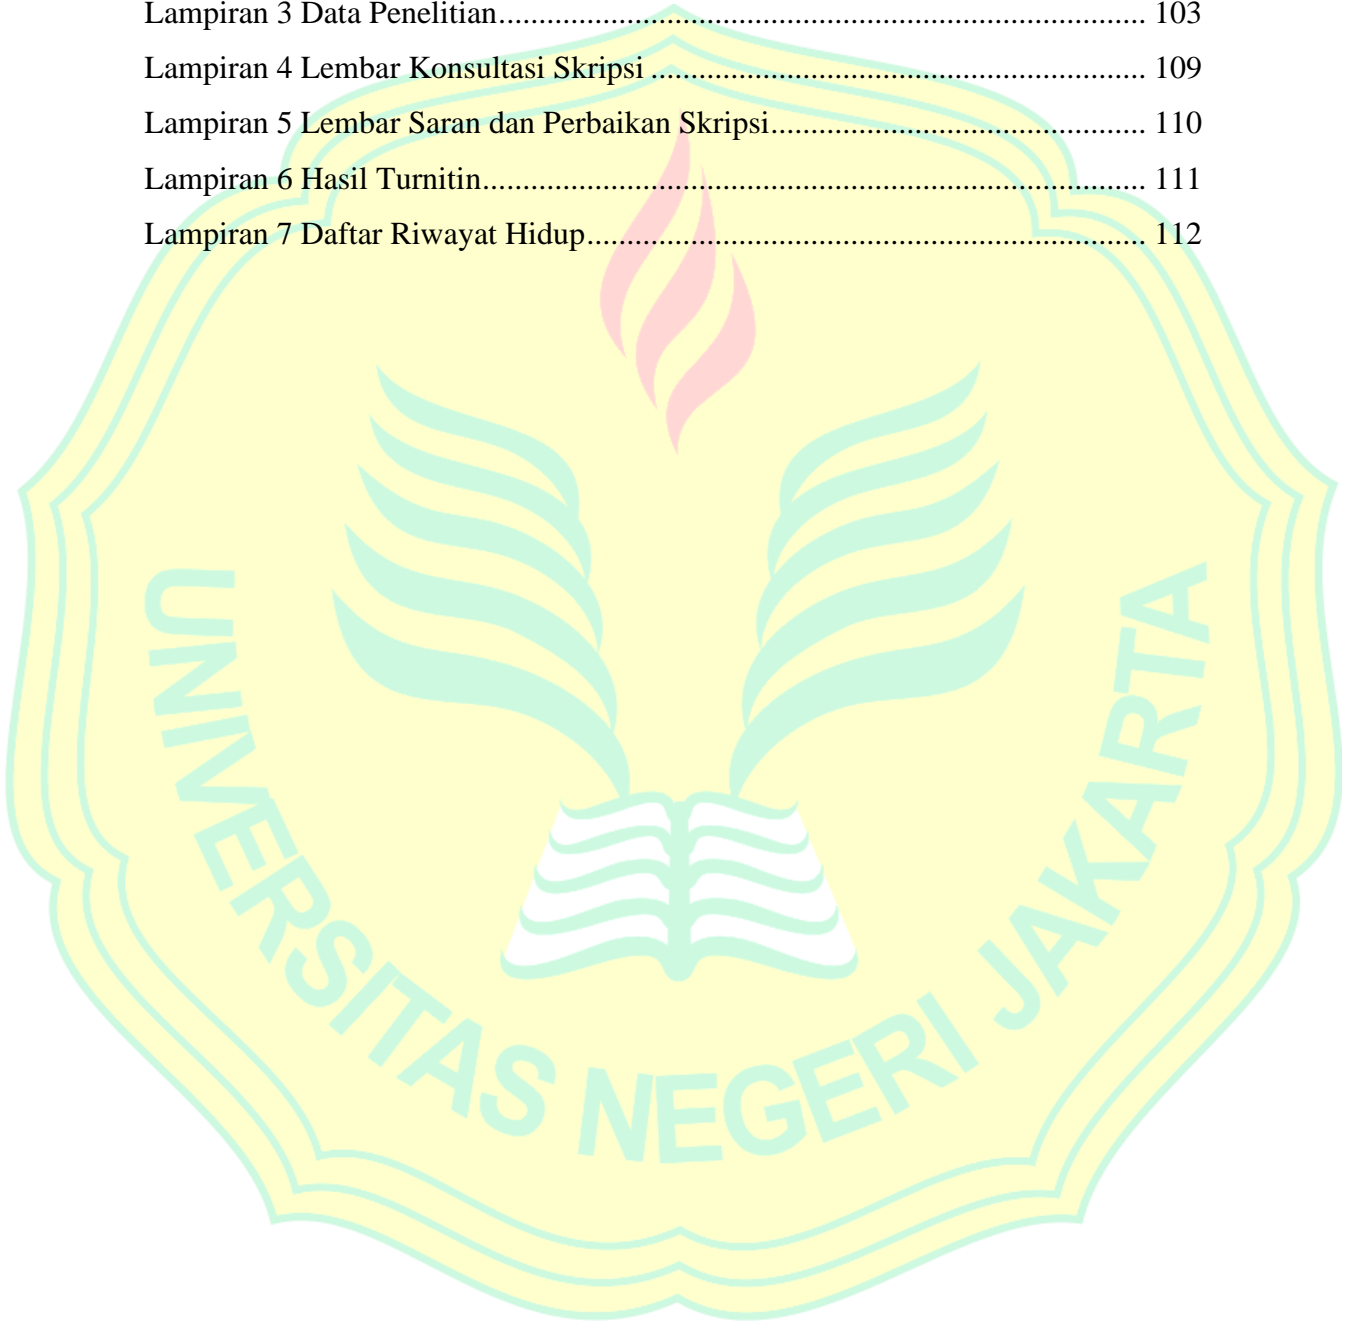 Lampiran 3 Data Penelitian.................................................................................. 103
Lampiran 4 Lembar Konsultasi Skripsi .............................................................. 109
Lampiran 5 Lembar Saran dan Perbaikan Skripsi............................................... 110
Lampiran 6 Hasil Turnitin................................................................................... 111
Lampiran 7 Daftar Riwayat Hidup...................................................................... 112
UNIVERSITAS NEGERI JAKARTA